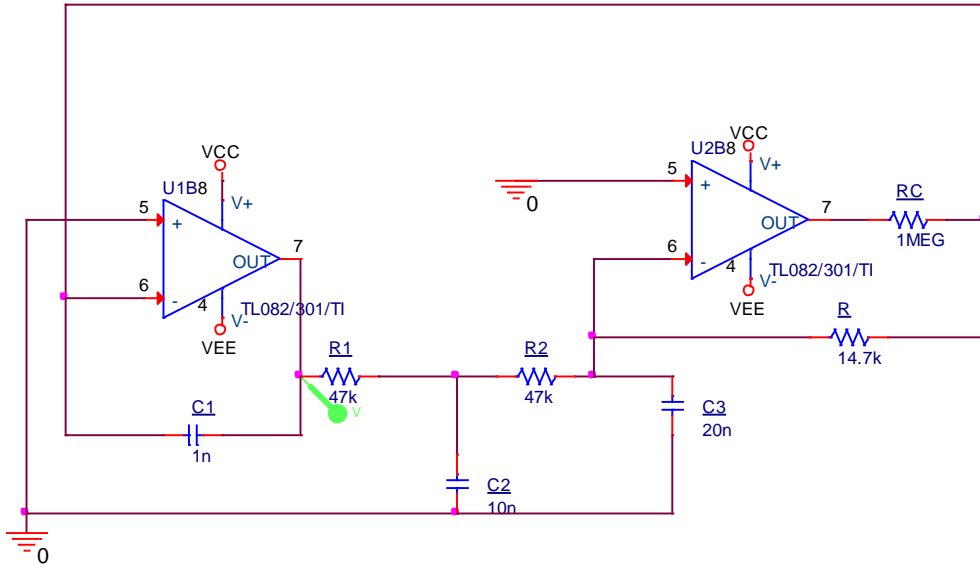 VCC
U1B8
V+
5
+
7
OUT
6
-
4
TL082/301/TI
V-
VEE
VCC
U2B8
V+
5
+
0
7
OUT
6
-
4
TL082/301/TI
V-
VEE
RC
1MEG
R
14.7k
R1
47k
V
R2
47k
C1
1n
C3
20n
C2
10n
0